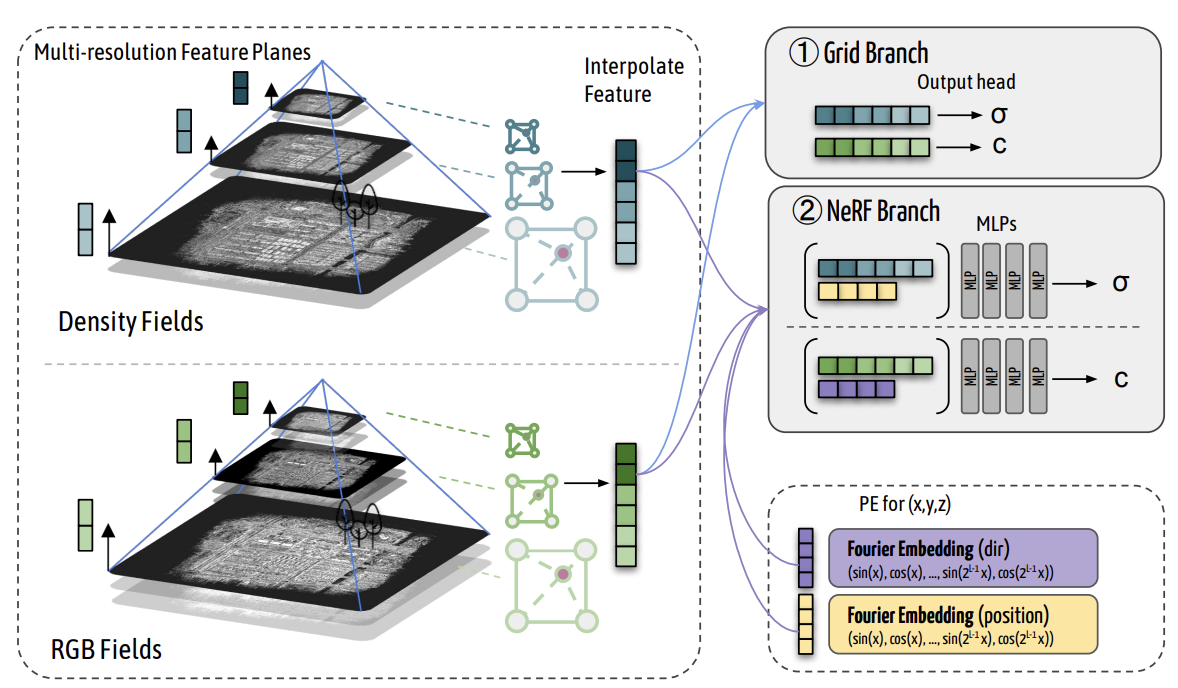 Multi-resolution Feature Planes
Interpolate
Feature
Density Fields
RGB Fields
① Grid Branch
Output head
σ
c
② NeRF Branch
MLPs
MLP MLP MLP MLP
σ
MLP MLP MLP MLP
c
PE for (x,y,z)
Fourier Embedding (dir)
(sin(x), cos(x), ..., sin(2^{L-1}x), cos(2^{L-1}x))
Fourier Embedding (position)
(sin(x), cos(x), ..., sin(2^{L-1}x), cos(2^{L-1}x))